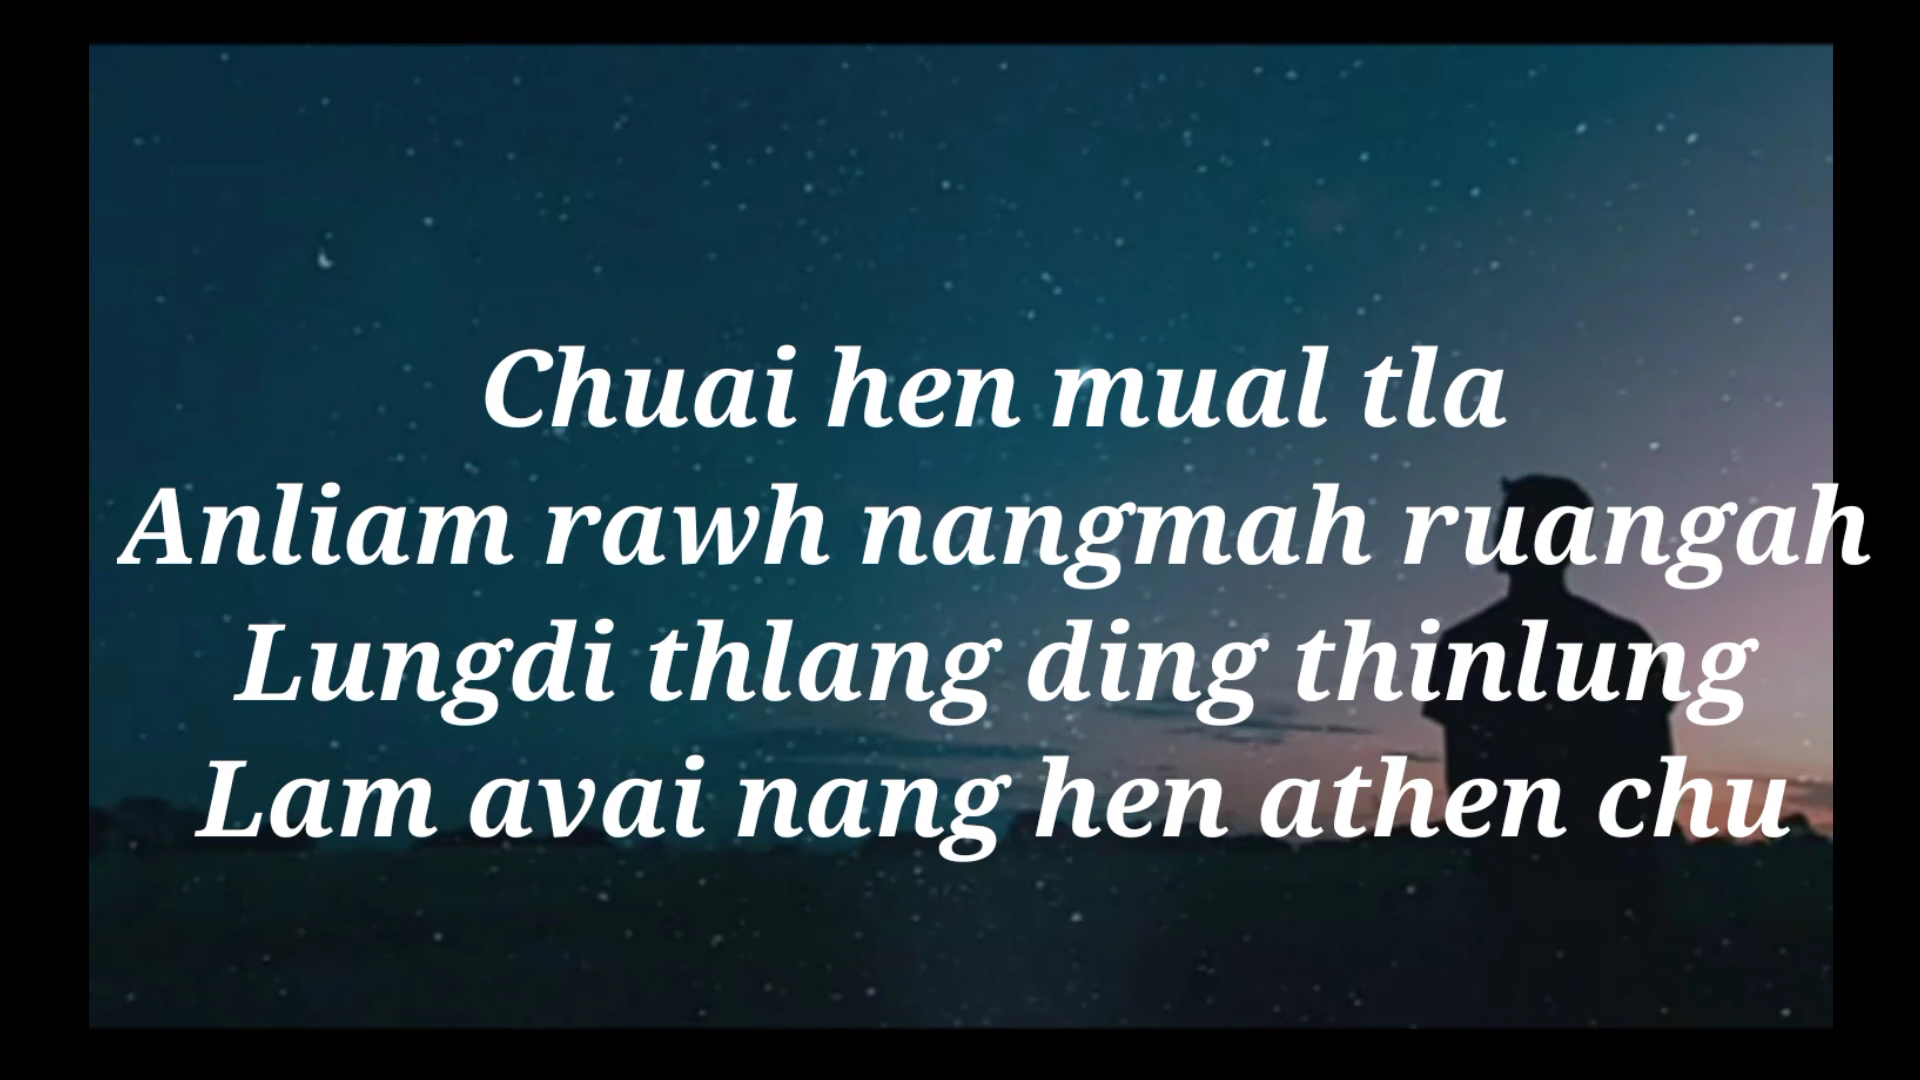 Chuai hen mual tla
Anliam rawh nangmah ruangah
Lungdi thlang ding thinlung
Lam avai nang hen athen chu